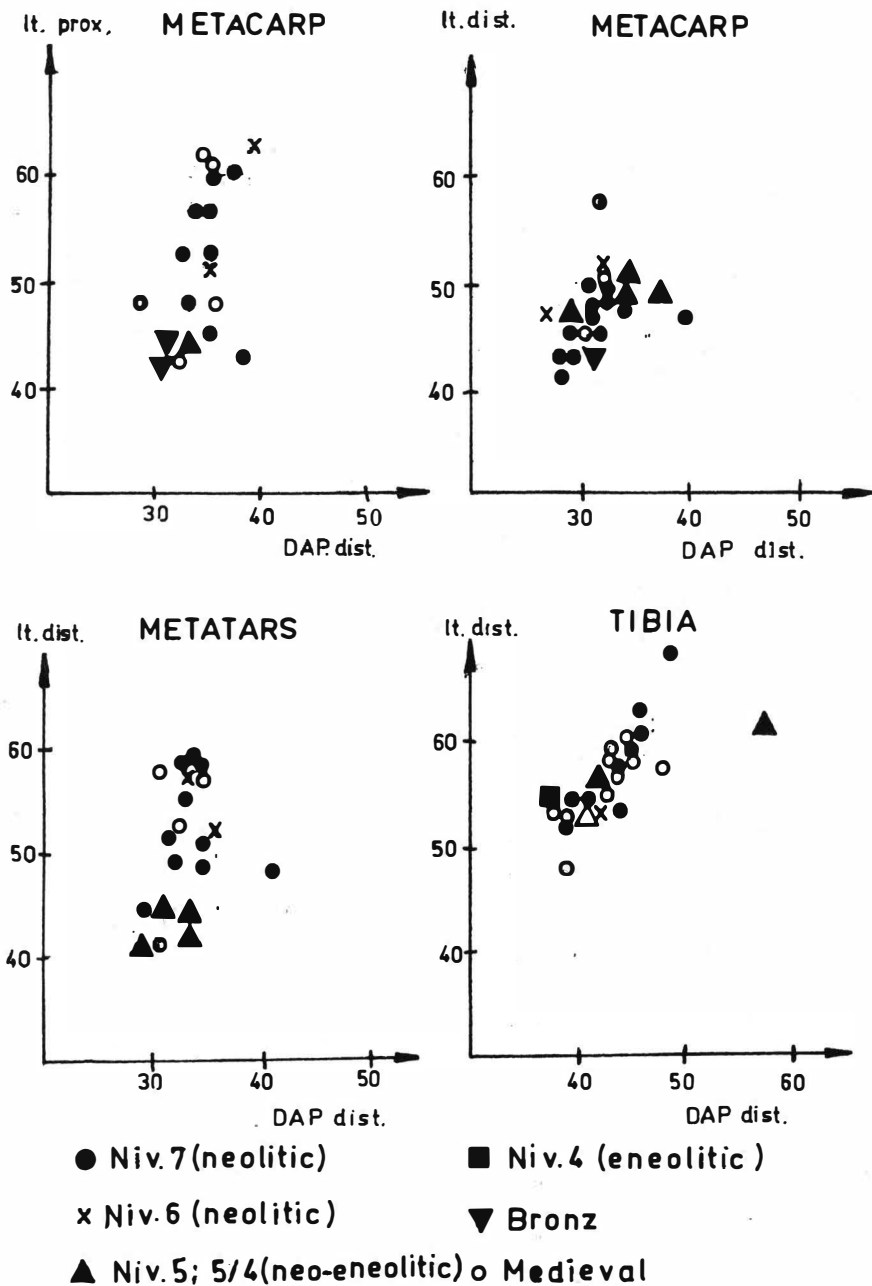 lt. prox. METACARP
60
50
40
30 40 50
DAP. dist.
lt. dist. METACARP
60
50
40
30 40 50
DAP dist.
lt. dist. METATARS
60
50
40
30 40 50
DAP dist.
lt. dist. TIBIA
60
50
40
40 50 60
DAP dist.
Niv. 7 (neolitic)
Niv. 4 (eneolitic)
x Niv. 6 (neolitic)
Bronz
Niv. 5; 5/4 (neo-eneolitic)
o Medieval